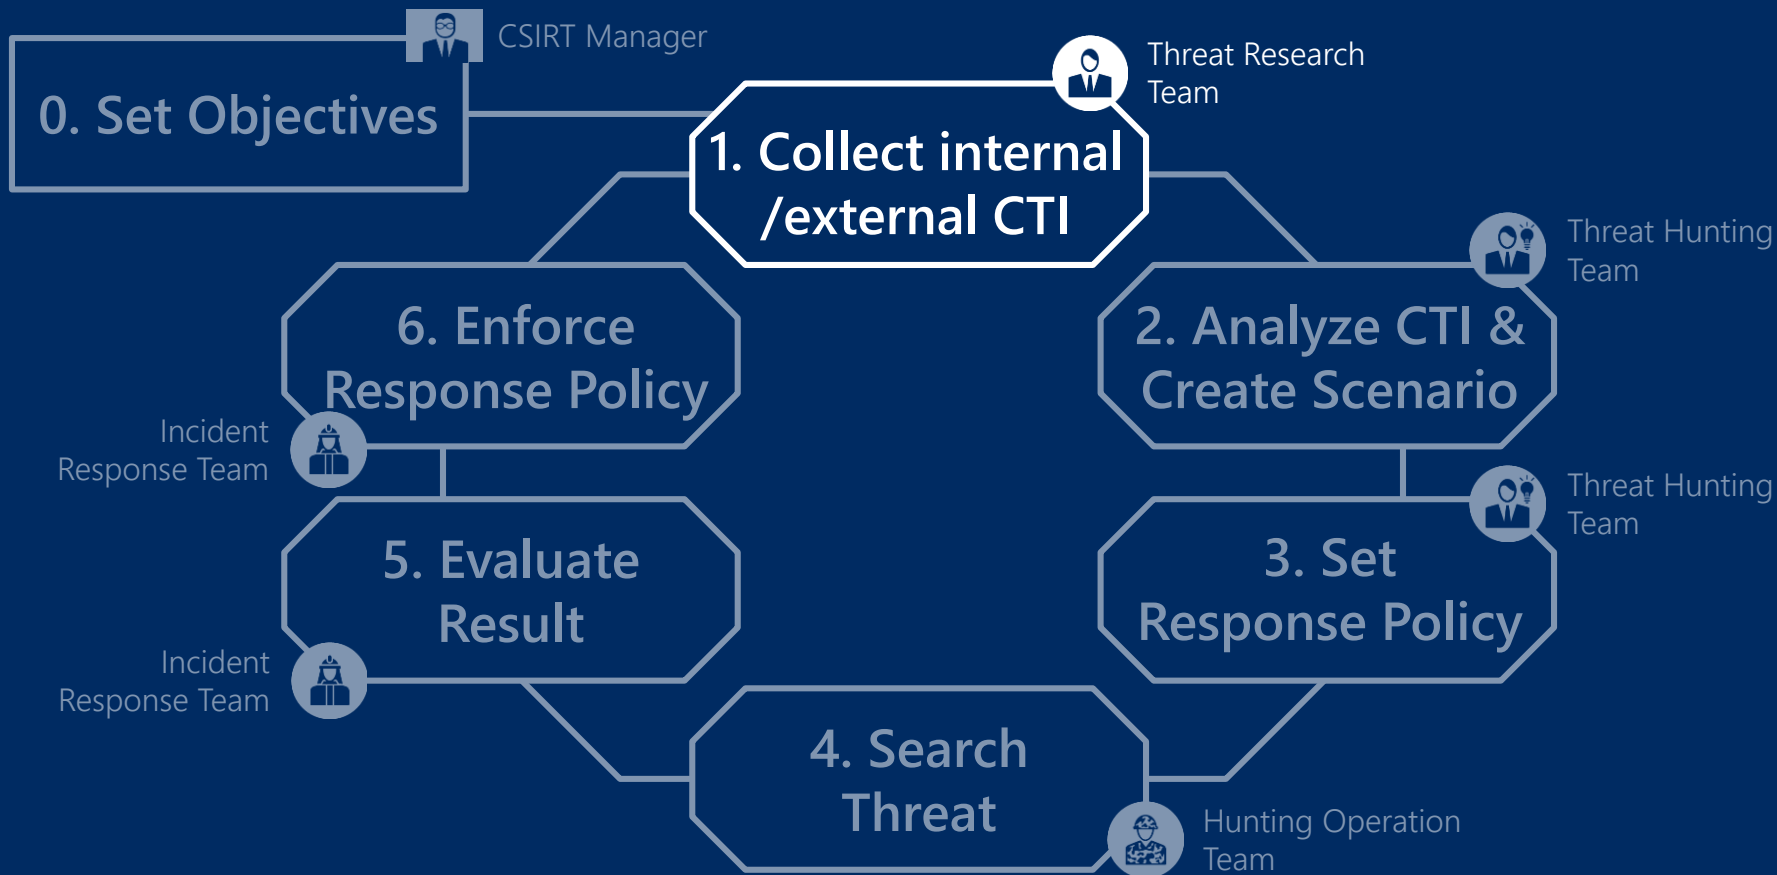 CSIRT Manager
0. Set Objectives
Threat Research
Team
1. Collect internal
/external CTI
Threat Hunting
Team
2. Analyze CTI &
Create Scenario
Threat Hunting
Team
3. Set
Response Policy
4. Search
Threat
Hunting Operation
Team
5. Evaluate
Result
Incident
Response Team
6. Enforce
Response Policy
Incident
Response Team